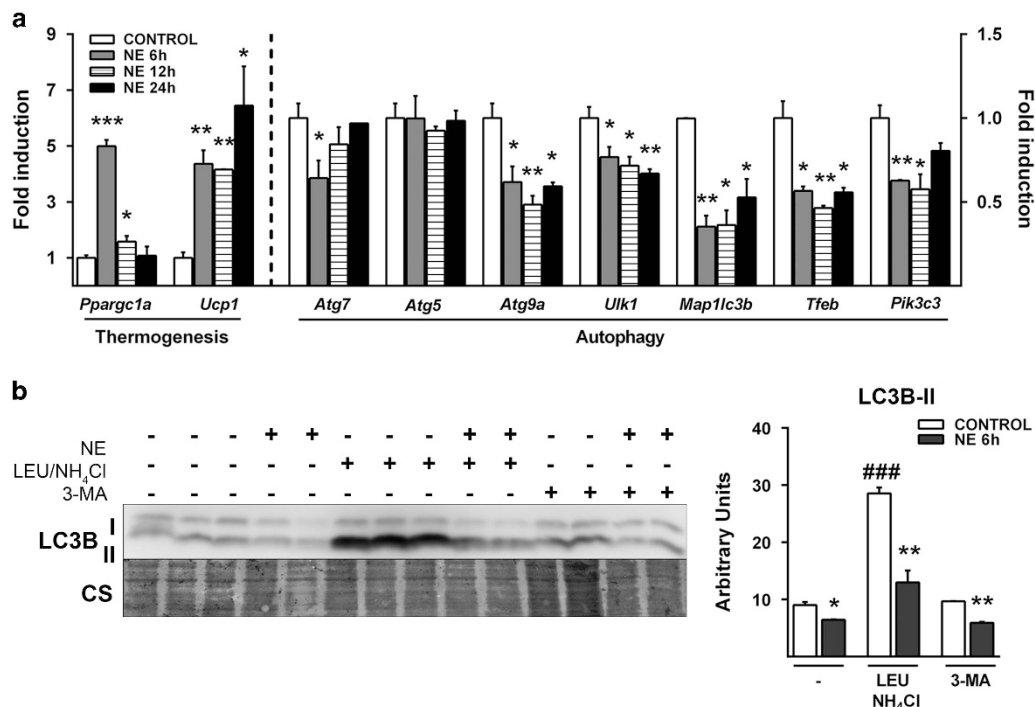 a
9
7
5
3
1
Fold induction
CONTROL
NE 6h
NE 12h
NE 24h
***
*
**
**
*
*
*
**
*
*
*
**
**
*
*
*
**
*
**
*
1.5
1.0
0.5
Fold induction
Ppargc1a Ucp1 Atg7 Atg5 Atg9a Ulk1 Map1lc3b Tfeb Pik3c3
Thermogenesis Autophagy
b
NE - - - + + - - - + + - - + +
LEU/NH₄Cl - - - - - + + + + + - - - -
3-MA - - - - - - - - - - + + + +
LC3B I
II
CS
LC3B-II
CONTROL
NE 6h
40
30
20
10
Arbitrary Units
*
###
**
**
- LEU 3-MA
NH₄Cl